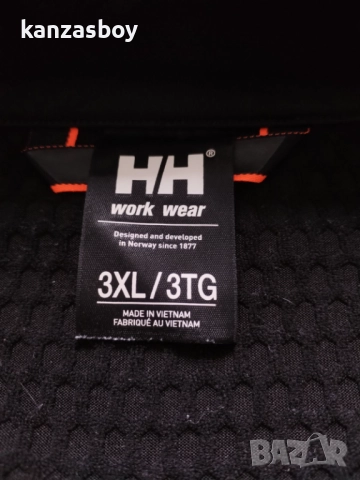 kanzasboy
HH®
work wear
Designed and developed
in Norway since 1877
3XL/3TG
MADE IN VIETNAM
FABRIQUÉ AU VIETNAM
BAZAR